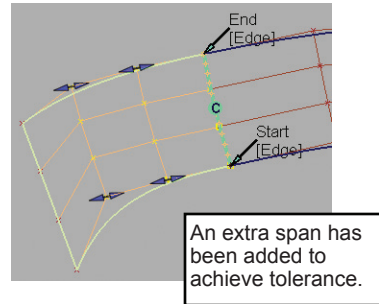 End
[Edge]
C
Start
[Edge]
An extra span has
been added to
achieve tolerance.